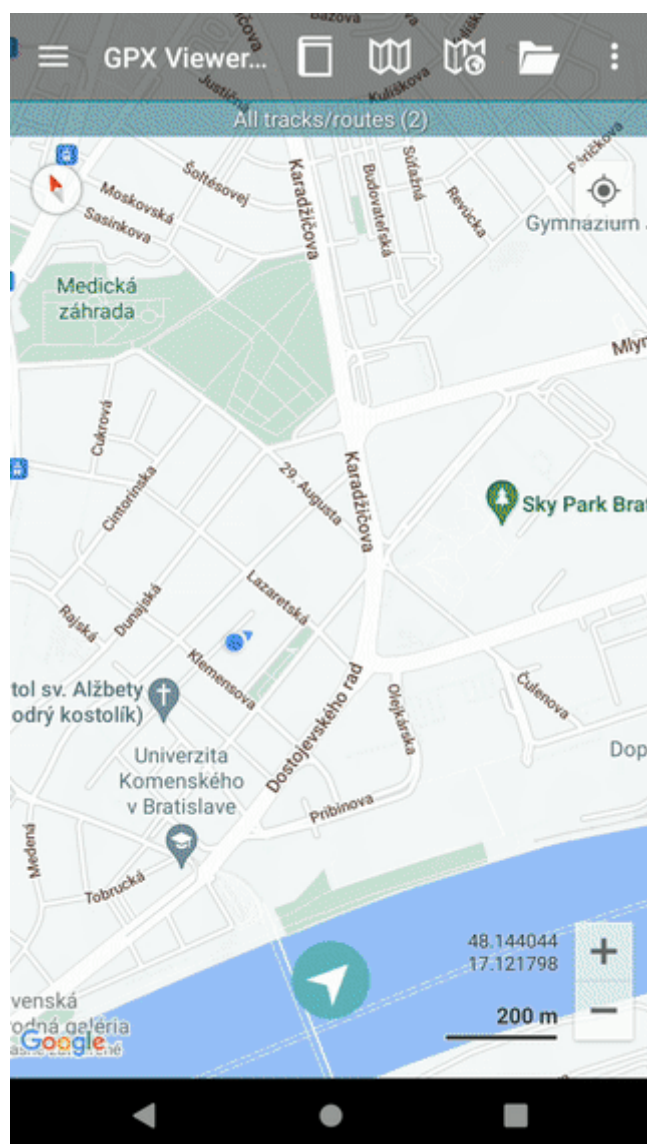 Bazova
GPX Viewer...
Justičná
Kuliškova
All tracks/routes (2)
Páričkova
Šoltésovej
Súťažná
Karadžičova
Budovateľská
Moskovská
Revúcka
Sasinkova
Gymnázium
Medická
záhrada
Mlyn
Cukrová
Karadžičova
29. Augusta
Cintorínska
Sky Park Brat
Lazaretská
Dunajská
Rajská
Klemensova
tol sv. Alžbety
odrý kostolík)
Dostojevského rad
Olejkárska
Čulenova
Univerzita
Komenského
v Bratislave
Dop
Pribinova
Medená
Tobrucká
48.144044
17.121798
venská
odná galéria
200 m
Google